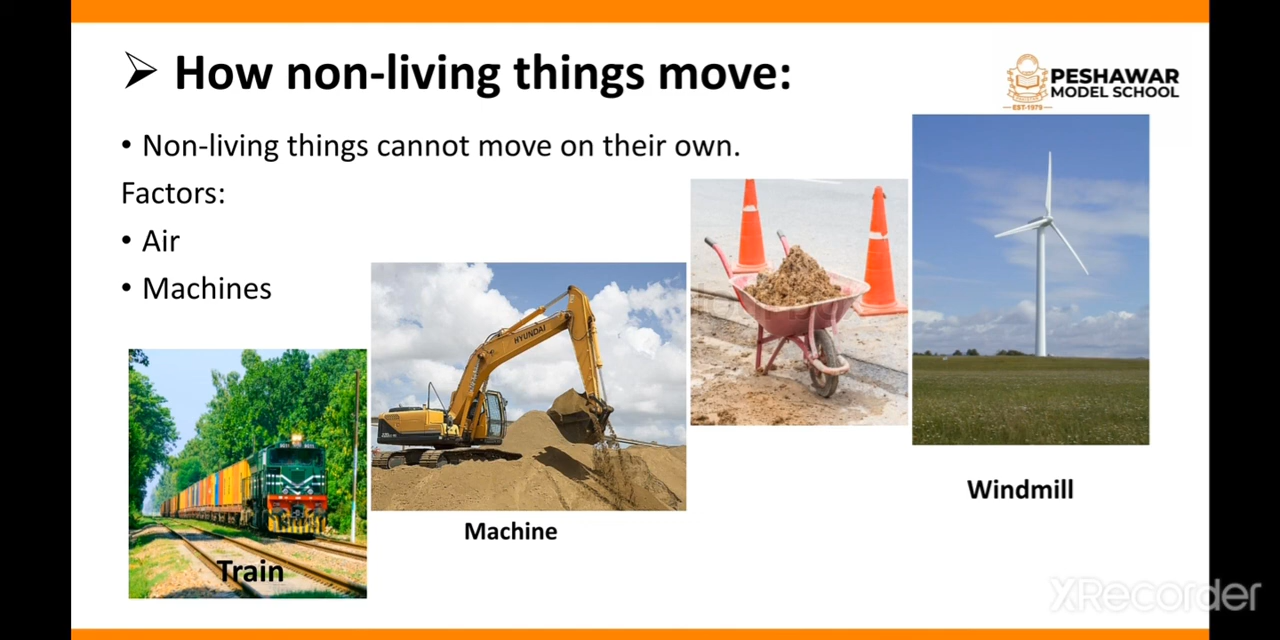 ➢ How non-living things move:
PESHAWAR
MODEL SCHOOL
EST-1979
• Non-living things cannot move on their own.
Factors:
• Air
• Machines
HYUNDAI
Train
Machine
Windmill
XRecorder